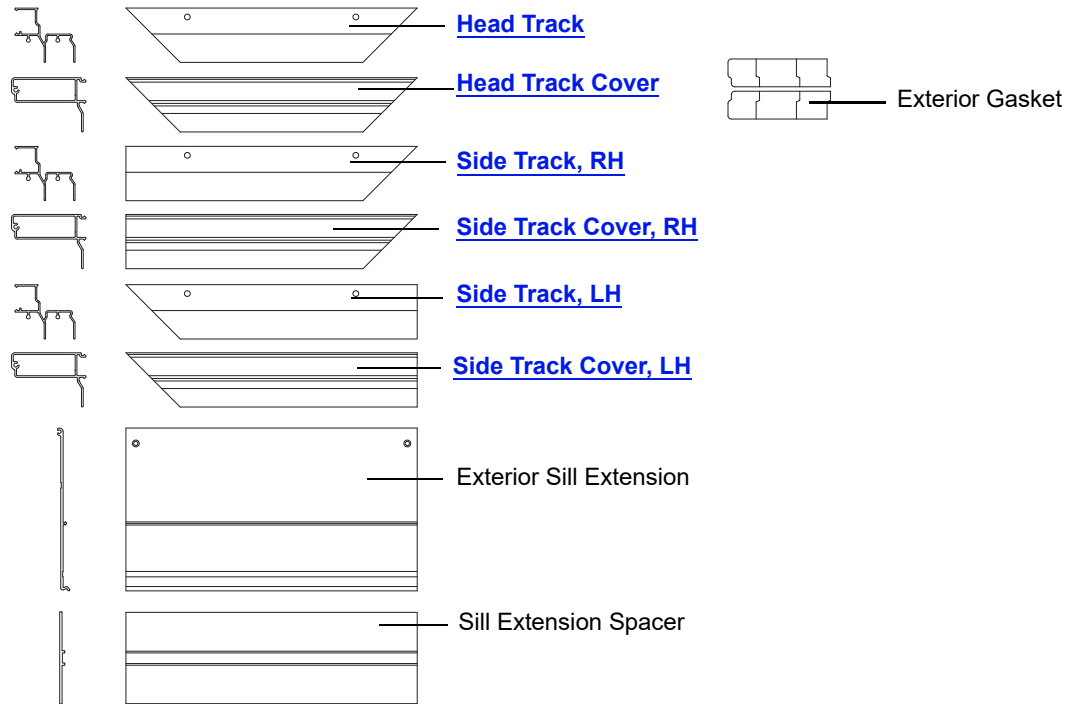 Head Track
Head Track Cover
Exterior Gasket
Side Track, RH
Side Track Cover, RH
Side Track, LH
Side Track Cover, LH
Exterior Sill Extension
Sill Extension Spacer